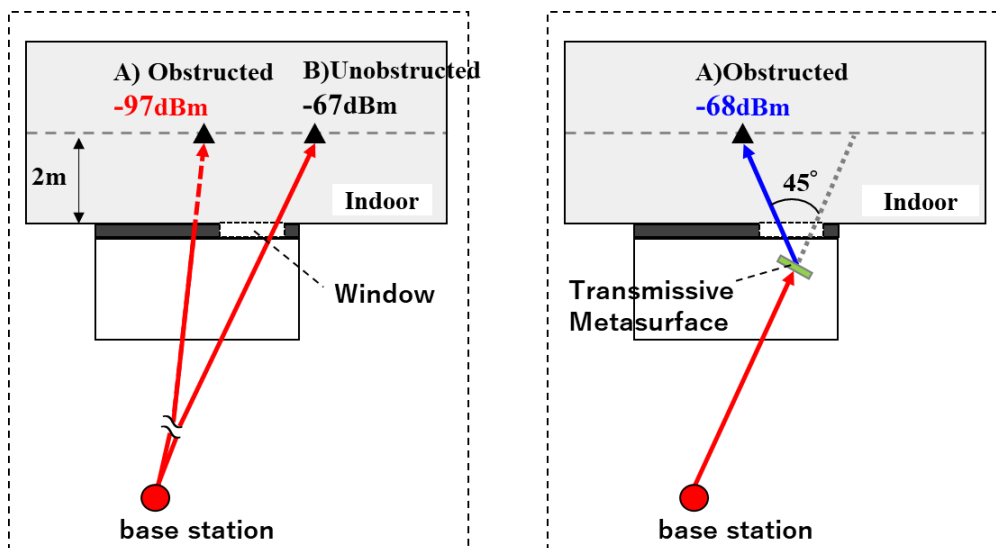 A) Obstructed
-97dBm
B)Unobstructed
-67dBm
2m
Indoor
Window
base station
A)Obstructed
-68dBm
45°
Indoor
Transmissive
Metasurface
base station